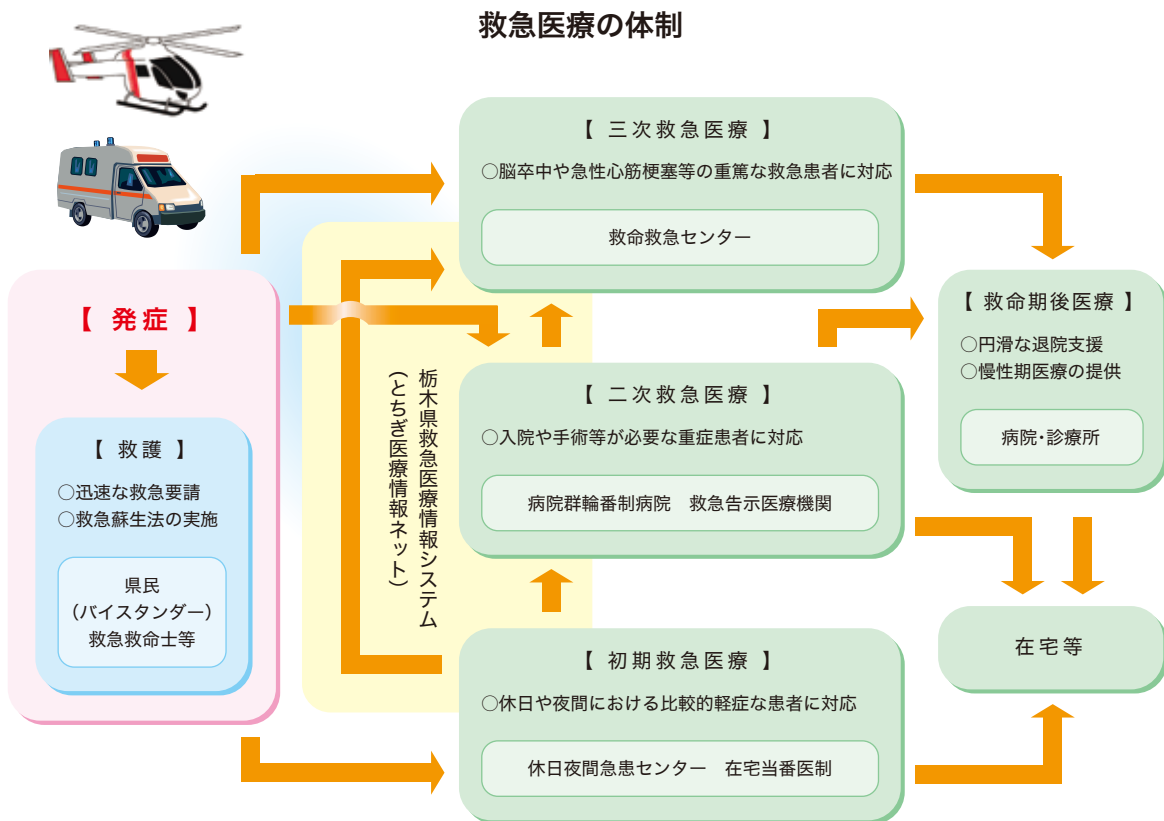 救急医療の体制
【 発症 】
【 救護 】
○迅速な救急要請
○救急蘇生法の実施
県民
(バイスタンダー)
救急救命士等
栃木県救急医療情報システム
(とちぎ医療情報ネット)
【 三次救急医療 】
○脳卒中や急性心筋梗塞等の重篤な救急患者に対応
救命救急センター
【 二次救急医療 】
○入院や手術等が必要な重症患者に対応
病院群輪番制病院　救急告示医療機関
【 初期救急医療 】
○休日や夜間における比較的軽症な患者に対応
休日夜間急患センター　在宅当番医制
【 救命期後医療 】
○円滑な退院支援
○慢性期医療の提供
病院・診療所
在宅等